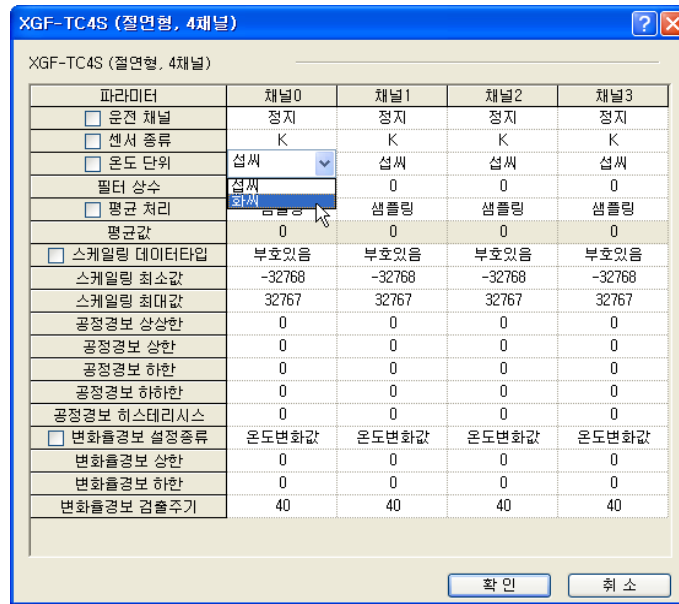 XGF-TC4S (절연형, 4채널)
XGF-TC4S (절연형, 4채널)
파라미터 채널0 채널1 채널2 채널3
운전 채널 정지 정지 정지 정지
센서 종류 K K K K
온도 단위 섭씨 섭씨 섭씨 섭씨
필터 상수 섭씨 0 0 0
화씨
평균 처리 샘플링 샘플링 샘플링 샘플링
평균값 0 0 0 0
스케일링 데이터타입 부호있음 부호있음 부호있음 부호있음
스케일링 최소값 -32768 -32768 -32768 -32768
스케일링 최대값 32767 32767 32767 32767
공정경보 상상한 0 0 0 0
공정경보 상한 0 0 0 0
공정경보 하한 0 0 0 0
공정경보 하하한 0 0 0 0
공정경보 히스테리시스 0 0 0 0
변화율경보 설정종류 온도변화값 온도변화값 온도변화값 온도변화값
변화율경보 상한 0 0 0 0
변화율경보 하한 0 0 0 0
변화율경보 검출주기 40 40 40 40
확 인 취 소